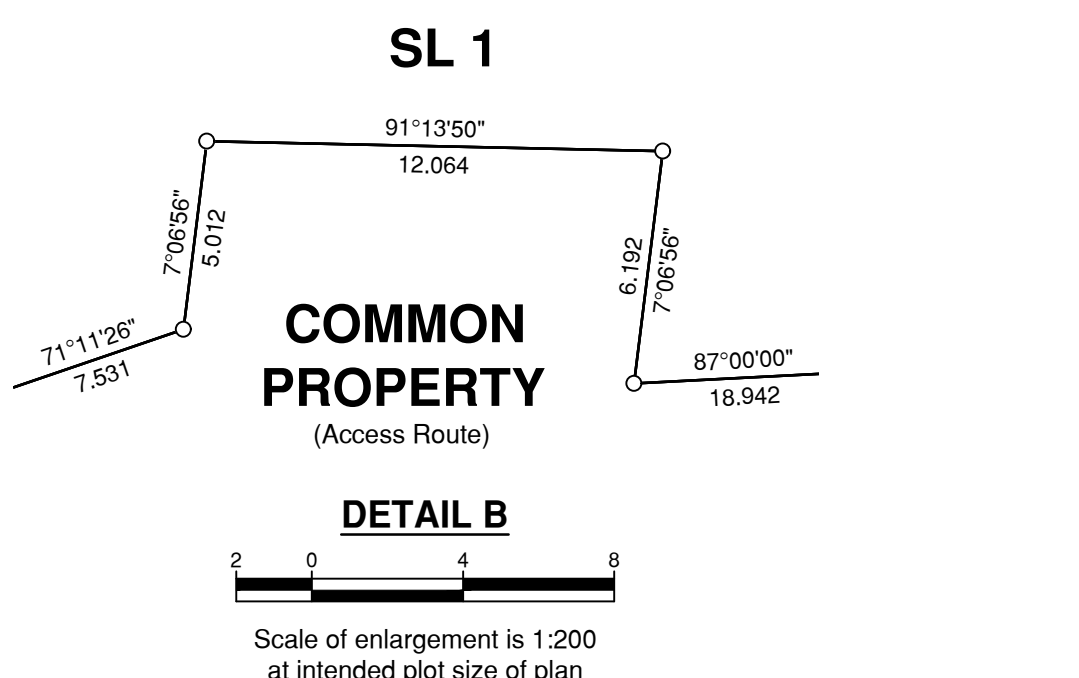 SL 1
91°13'50"
12.064
7°06'56"
5.012
6.192
7°06'56"
71°11'26"
7.531
COMMON
PROPERTY
(Access Route)
87°00'00"
18.942
DETAIL B
2 0 4 8
Scale of enlargement is 1:200
at intended plot size of plan